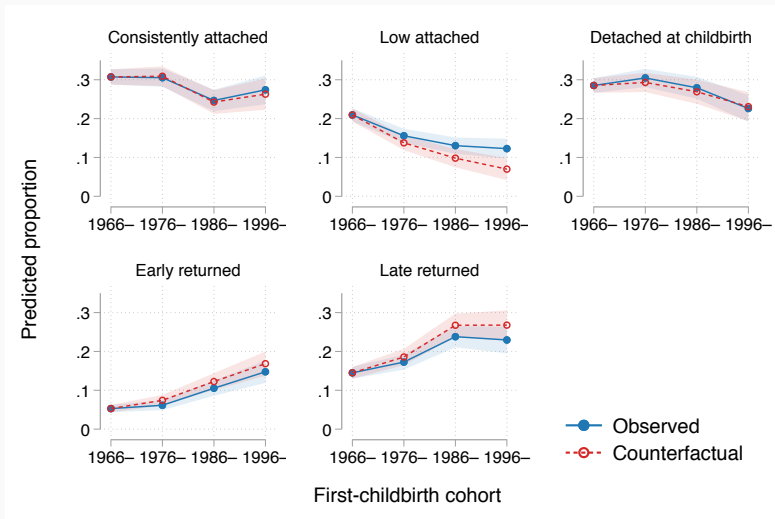 Consistently attached
Low attached
Detached at childbirth
.3
.2
.1
0
1966– 1976– 1986– 1996–
.3
.2
.1
0
1966– 1976– 1986– 1996–
.3
.2
.1
0
1966– 1976– 1986– 1996–
Predicted proportion
Early returned
Late returned
.3
.2
.1
0
1966– 1976– 1986– 1996–
.3
.2
.1
0
1966– 1976– 1986– 1996–
Observed
Counterfactual
First-childbirth cohort